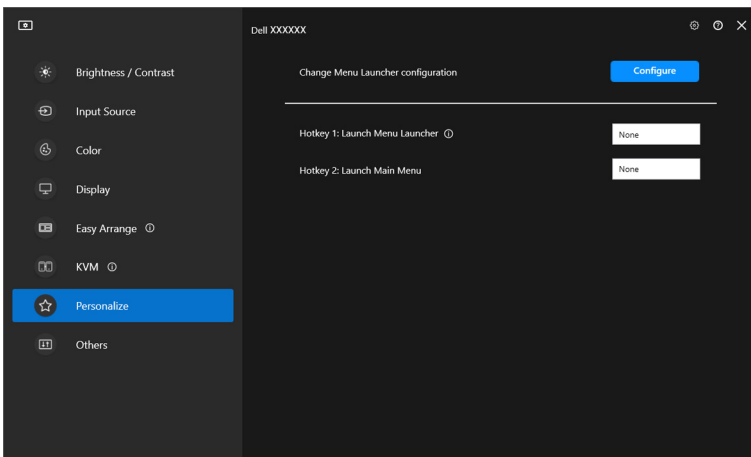 Dell XXXXXX
Brightness / Contrast
Input Source
Color
Display
Easy Arrange
KVM
Personalize
Others
Change Menu Launcher configuration
Configure
Hotkey 1: Launch Menu Launcher
None
Hotkey 2: Launch Main Menu
None